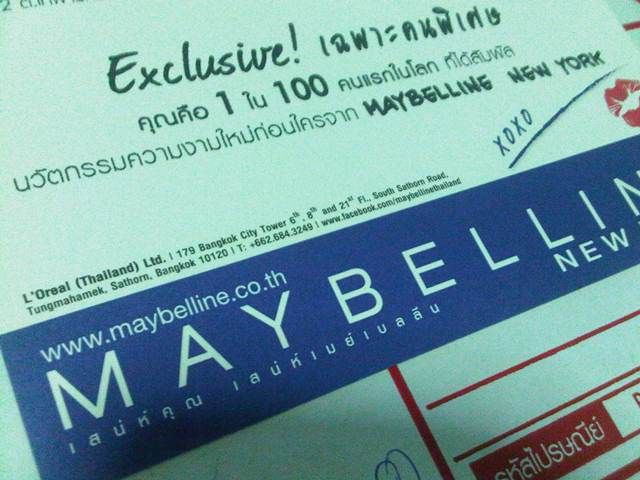 Exclusive! เฉพาะคนพิเศษ
คุณคือ 1 ใน 100 คนแรกในโลก ที่ได้สัมผัส
นวัตกรรมความงามใหม่ก่อนใครจาก MAYBELLINE NEW YORK
XOXO
L'Oreal (Thailand) Ltd. | 179 Bangkok City Tower 6th, 8th and 21st Fl., South Sathorn Road,
Tungmahamek, Sathorn, Bangkok 10120 | T: +662.684.3249 | www.facebook.com/maybellinethailand
www.maybelline.co.th
MAYBELLIN
NEW
เสน่ห์คุณ เสน่ห์เมย์เบลลีน
รหัสไปรษณีย์